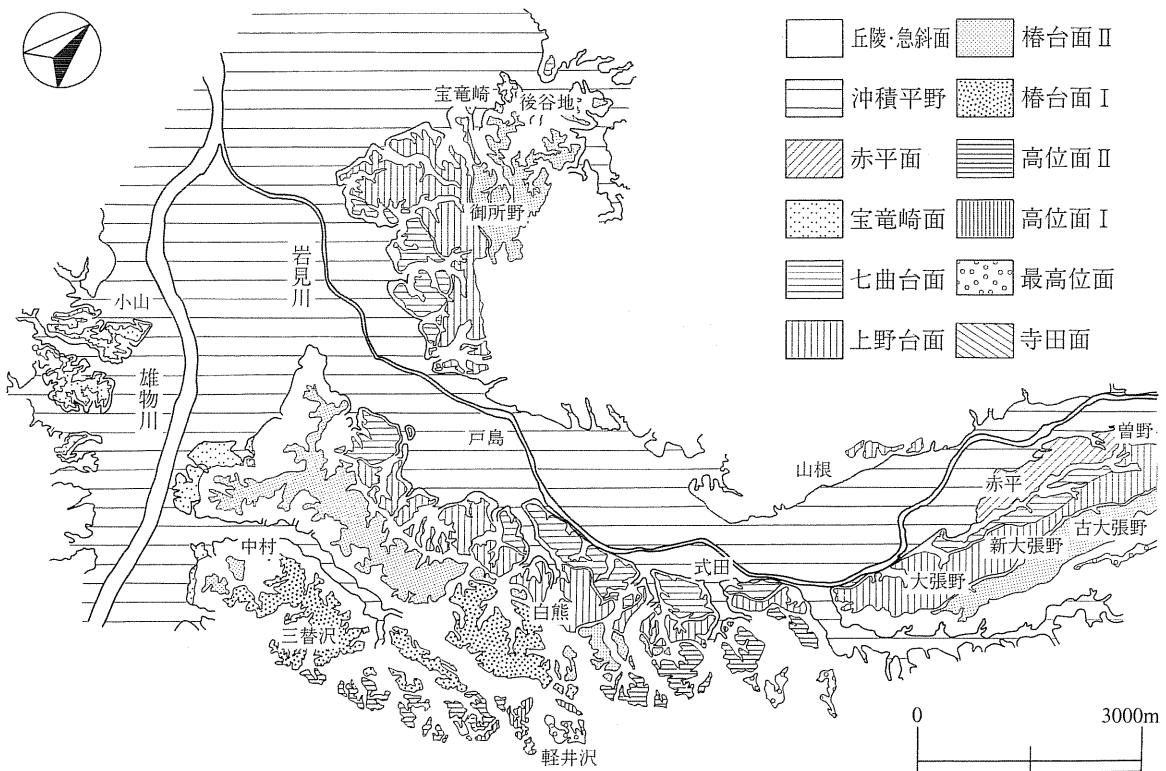 丘陵・急斜面
沖積平野
赤平面
宝竜崎面
七曲台面
上野台面
椿台面Ⅱ
椿台面Ⅰ
高位面Ⅱ
高位面Ⅰ
最高位面
寺田面
宝竜崎
後谷地
御所野
岩見川
小山
雄物川
戸島
山根
曽野
赤平
古大張野
新大張野
大張野
式田
中村
白熊
三替沢
軽井沢
0
3000m